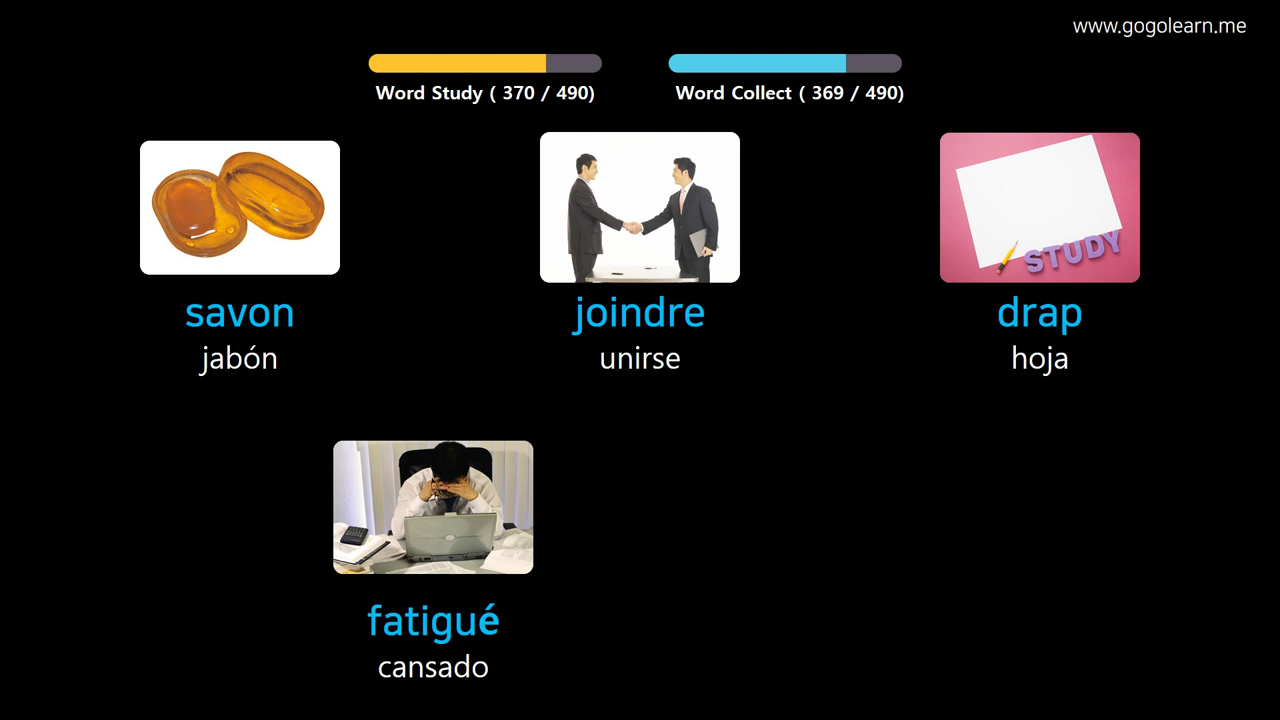 www.gogolearn.me
Word Study ( 370 / 490)
Word Collect ( 369 / 490)
STUDY
savon
joindre
drap
jabón
unirse
hoja
fatigué
cansado